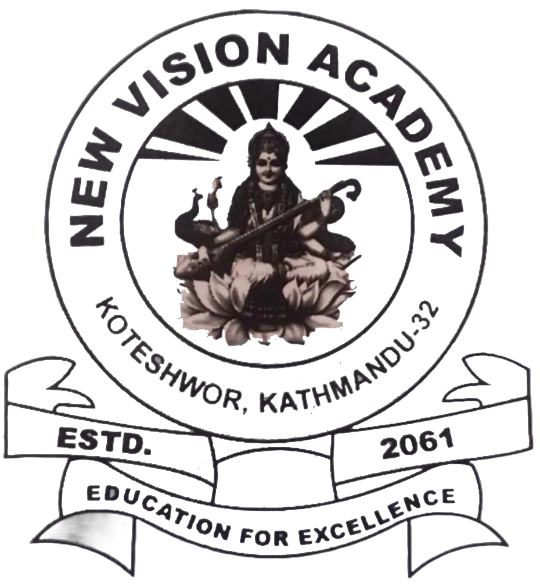 NEW VISION ACADEMY
KOTESHWOR, KATHMANDU-32
ESTD. 2061
EDUCATION FOR EXCELLENCE